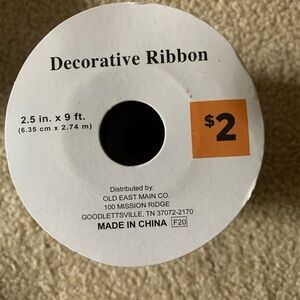 Decorative Ribbon
2.5 in. x 9 ft.
(6.35 cm x 2.74 m)
$2
Distributed by:
OLD EAST MAIN CO.
100 MISSION RIDGE
GOODLETTSVILLE, TN 37072-2170
MADE IN CHINA F20